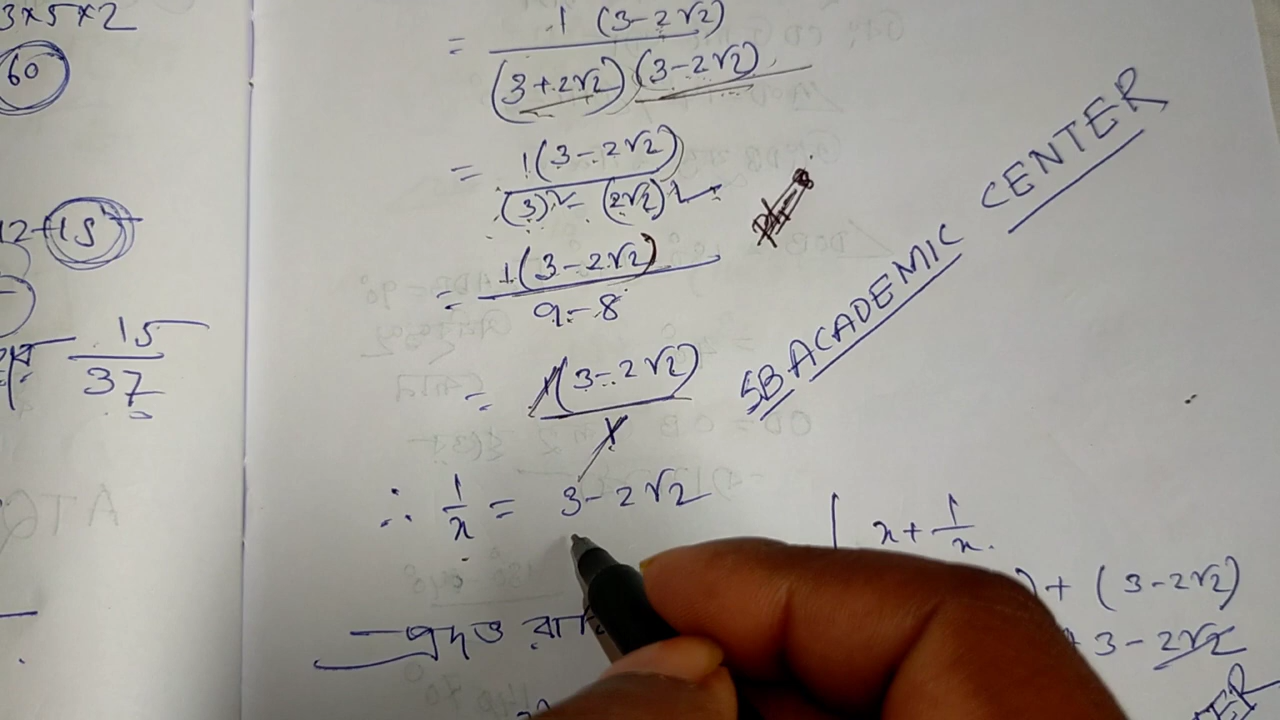 3×5×2
60
12+15
15/37
= 1(3-2√2)/(3+2√2)(3-2√2)
= 1(3-2√2)/(3)²-(2√2)²
= 1(3-2√2)/9-8
= 1(3-2√2)/1
∴ 1/x = 3-2√2
প্রদত্ত
SB ACADEMIC CENTER
x+1/x
)+(3-2√2)
+3-2√2